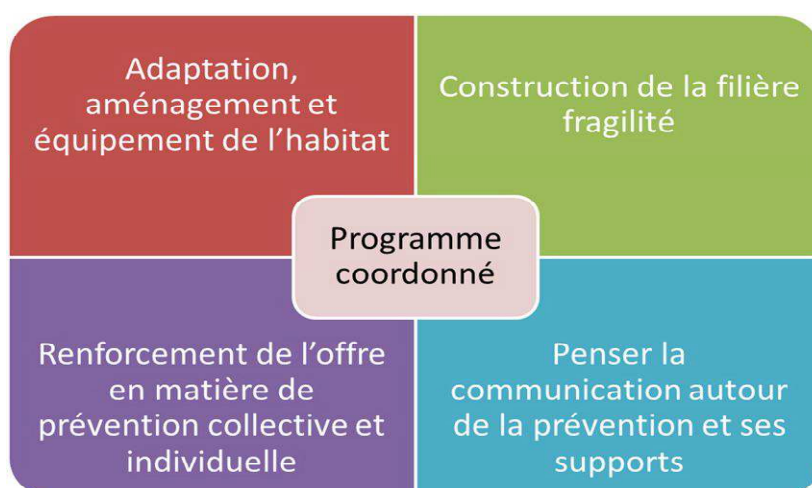 Adaptation,
aménagement et
équipement de l’habitat
Construction de la filière
fragilité
Programme
coordonné
Renforcement de l’offre
en matière de
prévention collective et
individuelle
Penser la
communication autour
de la prévention et ses
supports